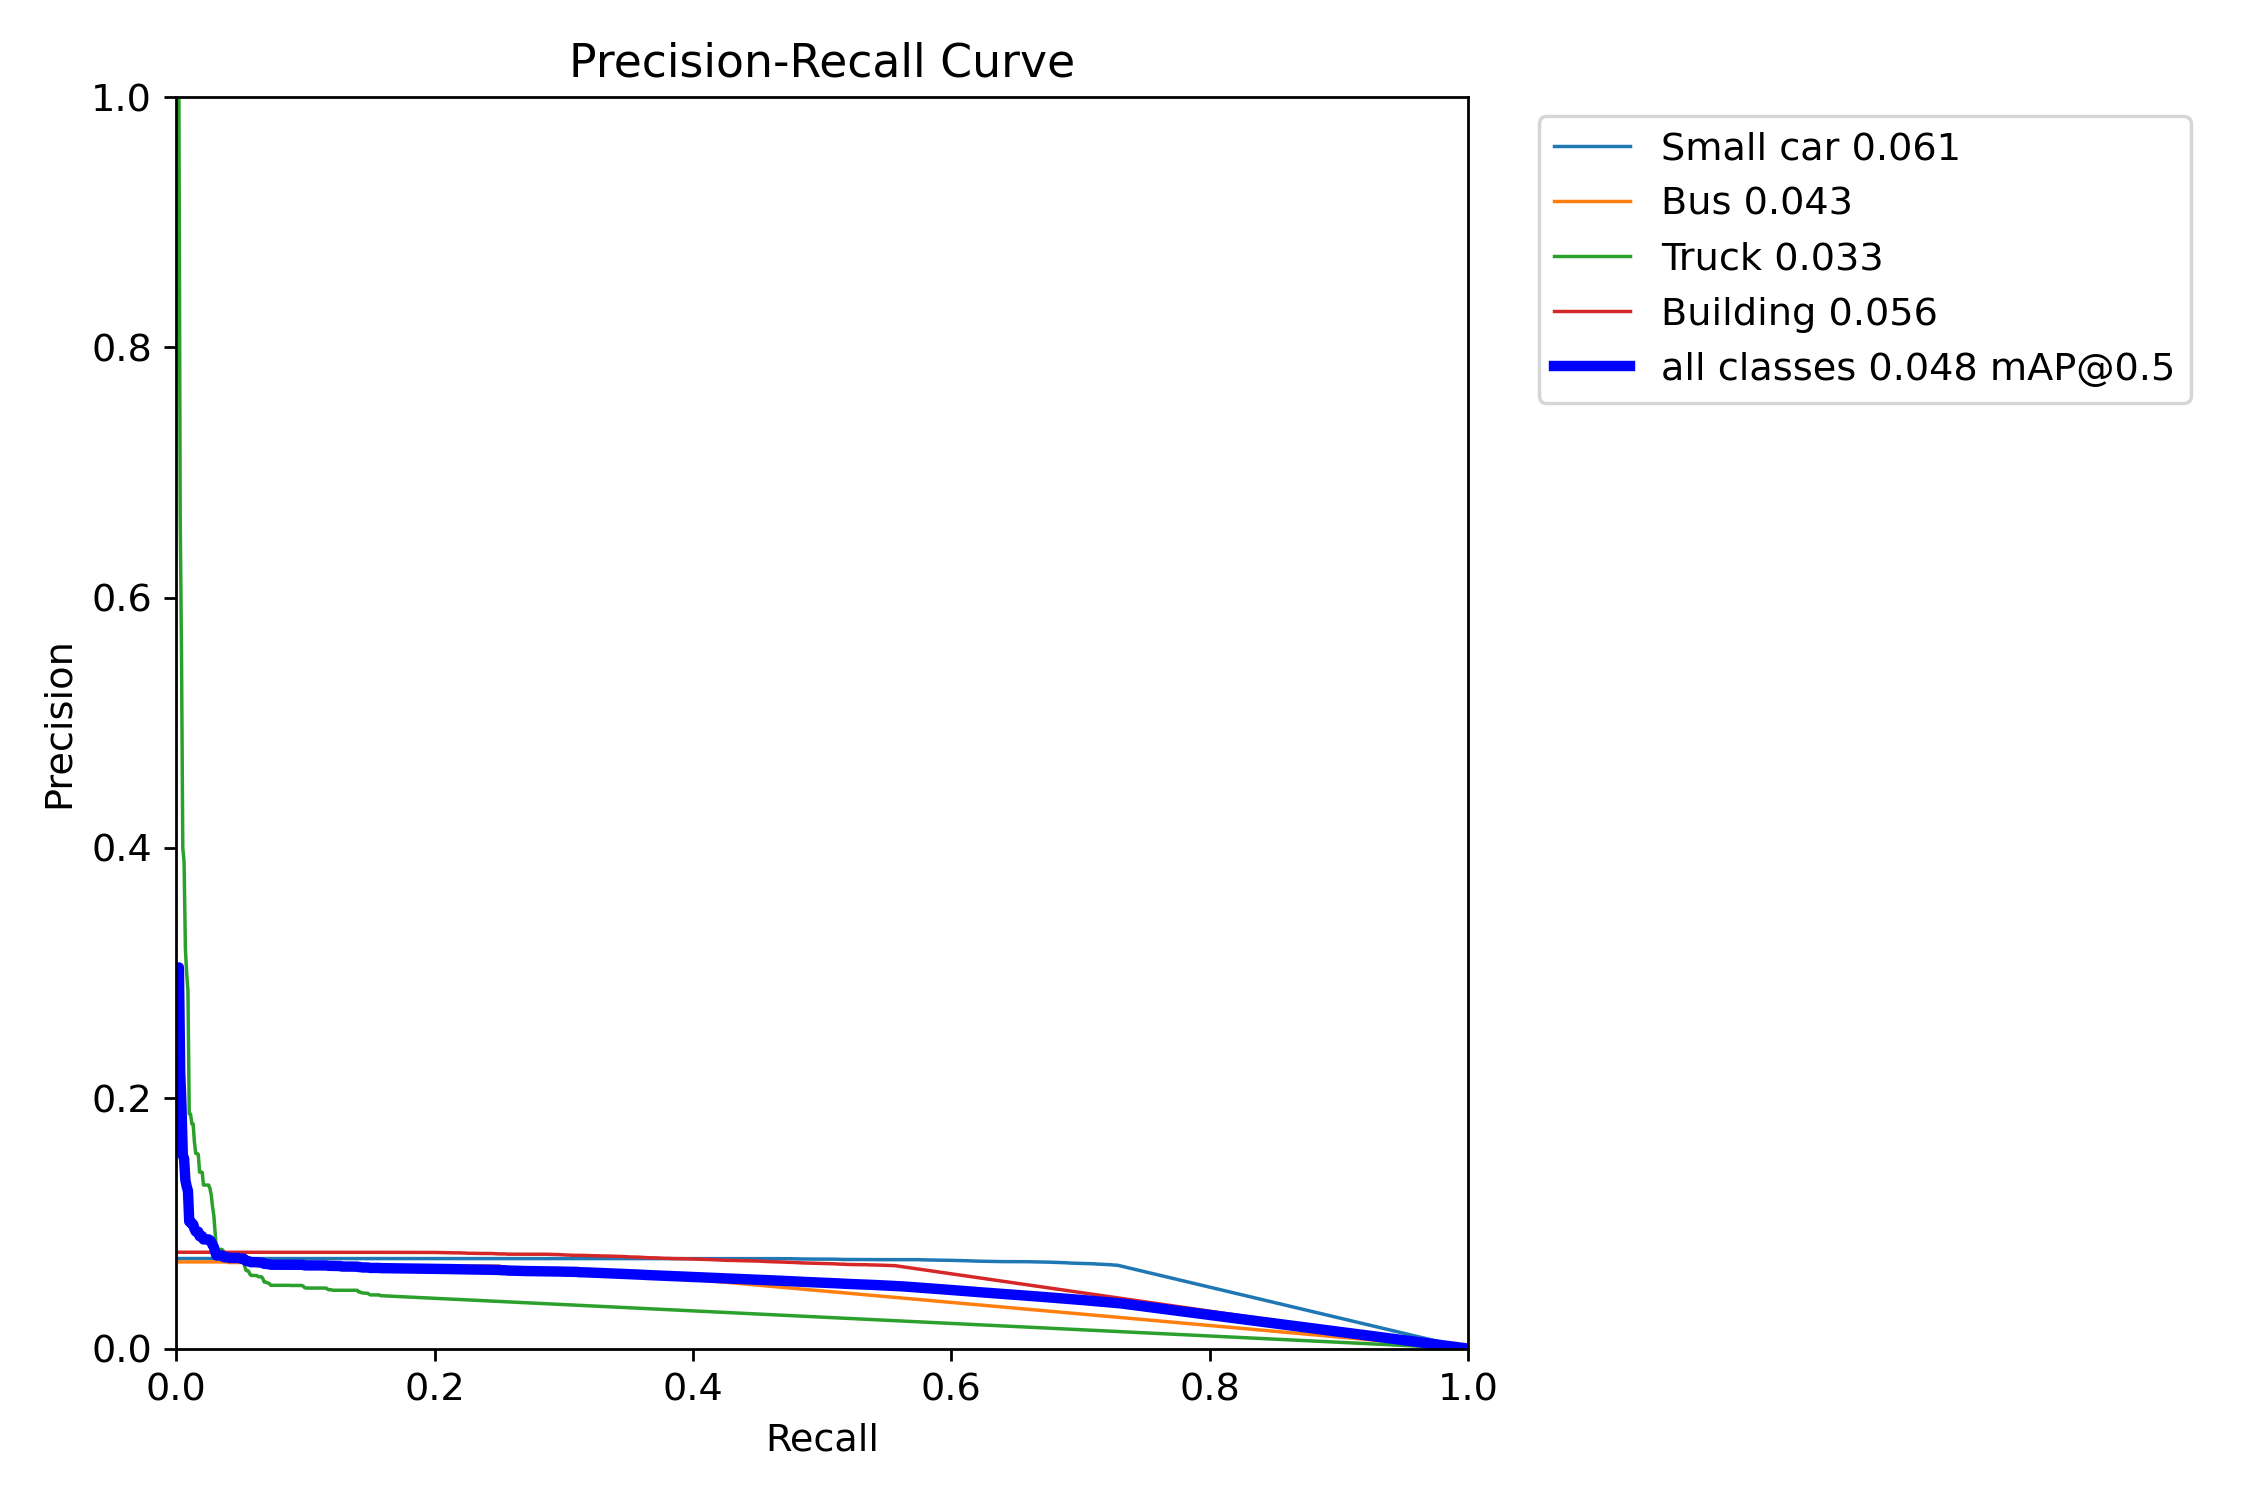 Precision-Recall Curve
1.0
0.8
0.6
0.4
0.2
0.0
Precision
0.0 0.2 0.4 0.6 0.8 1.0
Recall
Small car 0.061
Bus 0.043
Truck 0.033
Building 0.056
all classes 0.048 mAP@0.5